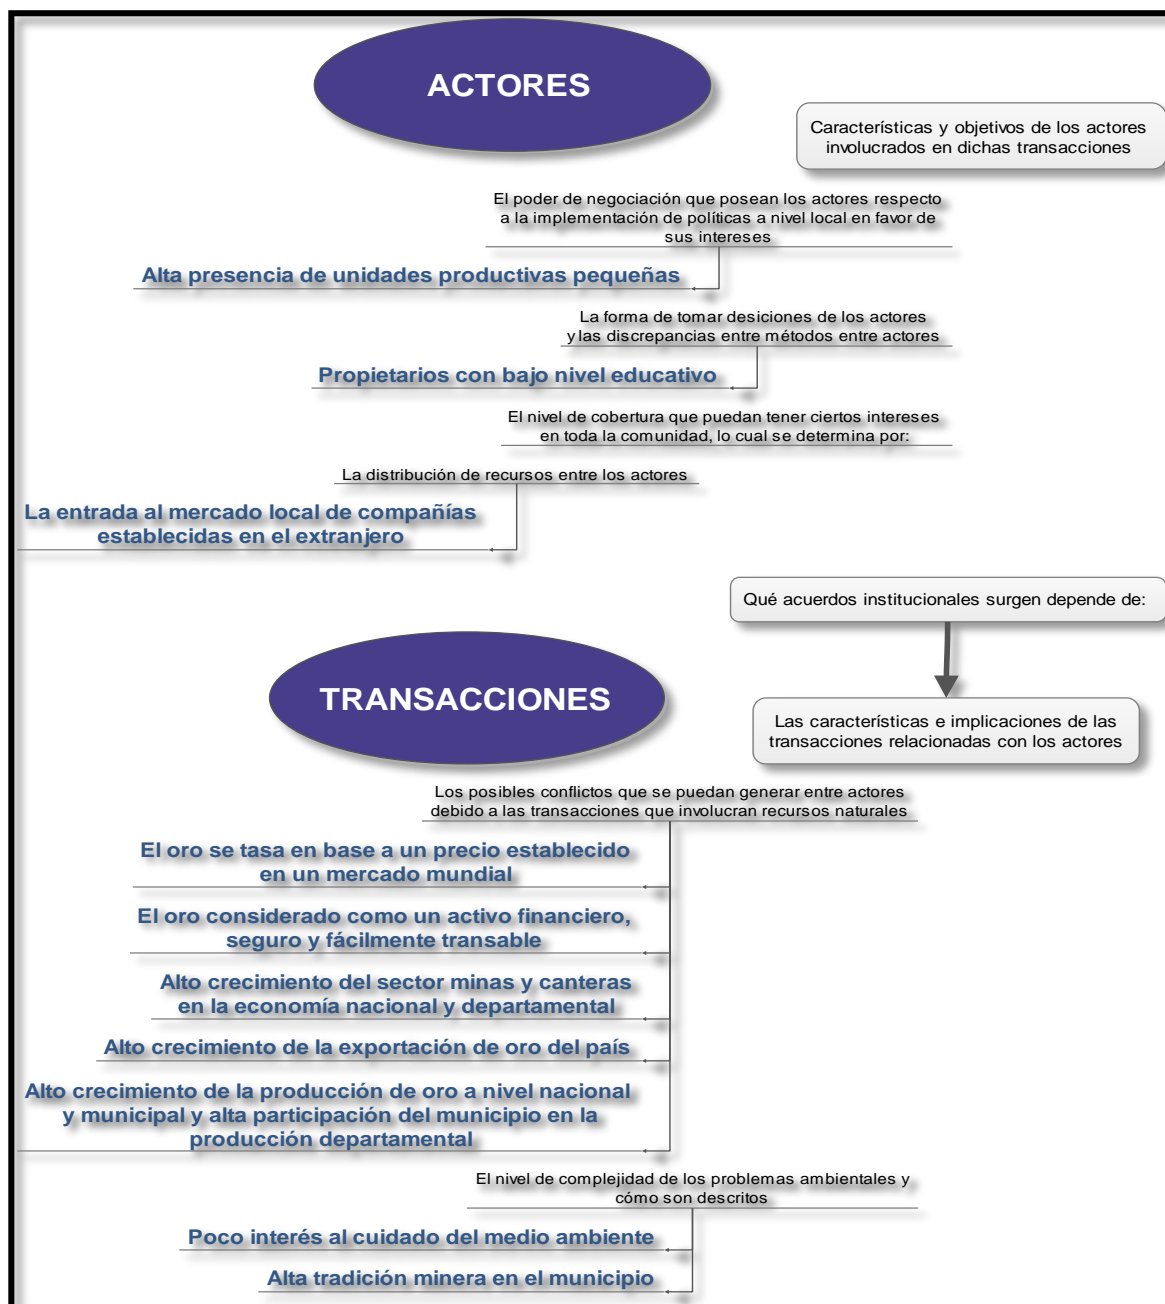 ACTORES
Características y objetivos de los actores
involucrados en dichas transacciones
El poder de negociación que posean los actores respecto
a la implementación de políticas a nivel local en favor de
sus intereses
Alta presencia de unidades productivas pequeñas
La forma de tomar desiciones de los actores
y las discrepancias entre métodos entre actores
Propietarios con bajo nivel educativo
El nivel de cobertura que puedan tener ciertos intereses
en toda la comunidad, lo cual se determina por:
La distribución de recursos entre los actores
La entrada al mercado local de compañías
establecidas en el extranjero
Qué acuerdos institucionales surgen depende de:
TRANSACCIONES
Las características e implicaciones de las
transacciones relacionadas con los actores
Los posibles conflictos que se puedan generar entre actores
debido a las transacciones que involucran recursos naturales
El oro se tasa en base a un precio establecido
en un mercado mundial
El oro considerado como un activo financiero,
seguro y fácilmente transable
Alto crecimiento del sector minas y canteras
en la economía nacional y departamental
Alto crecimiento de la exportación de oro del país
Alto crecimiento de la producción de oro a nivel nacional
y municipal y alta participación del municipio en la
producción departamental
El nivel de complejidad de los problemas ambientales y
cómo son descritos
Poco interés al cuidado del medio ambiente
Alta tradición minera en el municipio